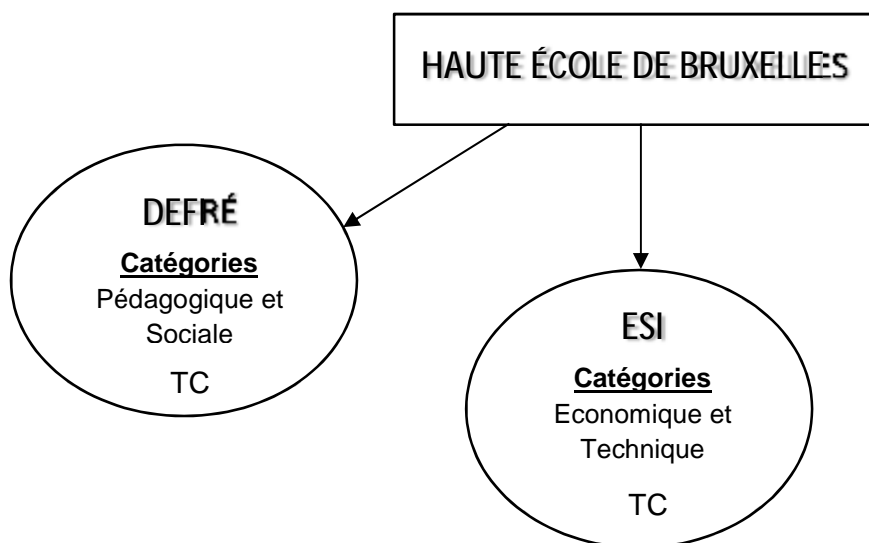 HAUTE ÉCOLE DE BRUXELLES
DEFRÉ
Catégories
Pédagogique et
Sociale
TC
ESI
Catégories
Economique et
Technique
TC